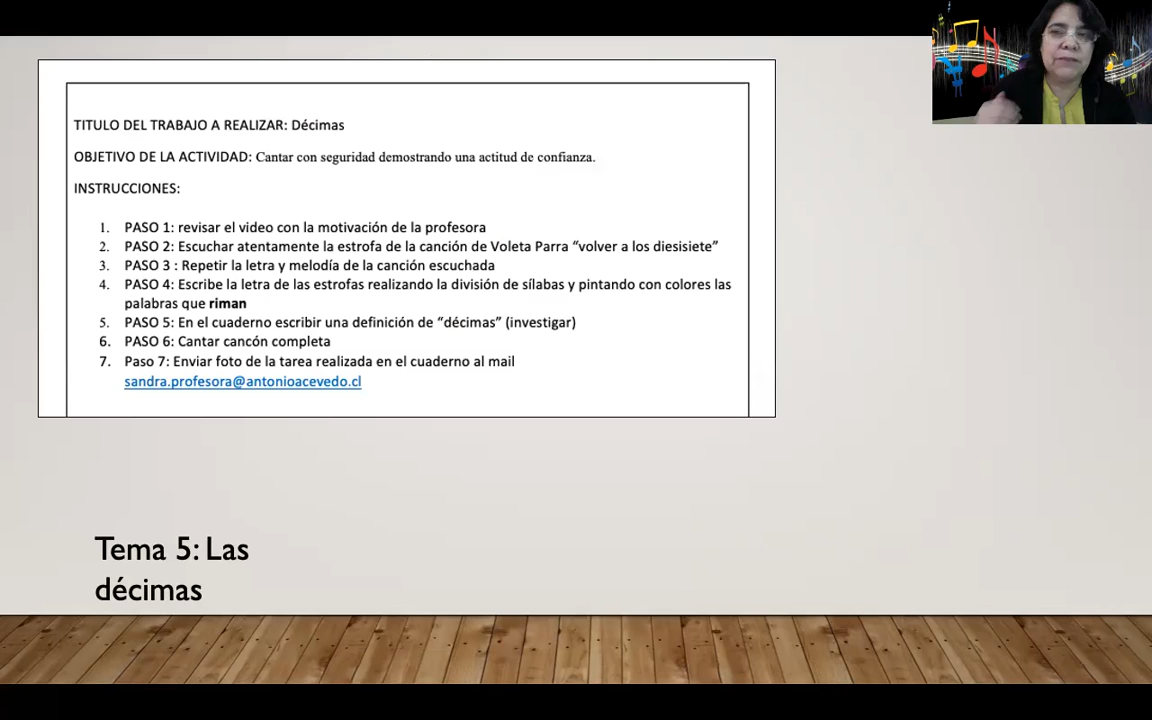 TITULO DEL TRABAJO A REALIZAR: Décimas
OBJETIVO DE LA ACTIVIDAD: Cantar con seguridad demostrando una actitud de confianza.
INSTRUCCIONES:
1. PASO 1: revisar el video con la motivación de la profesora
2. PASO 2: Escuchar atentamente la estrofa de la canción de Voleta Parra “volver a los diesisiete”
3. PASO 3 : Repetir la letra y melodía de la canción escuchada
4. PASO 4: Escribe la letra de las estrofas realizando la división de sílabas y pintando con colores las
palabras que riman
5. PASO 5: En el cuaderno escribir una definición de “décimas” (investigar)
6. PASO 6: Cantar cancón completa
7. Paso 7: Enviar foto de la tarea realizada en el cuaderno al mail
sandra.profesora@antonioacevedo.cl
Tema 5: Las
décimas